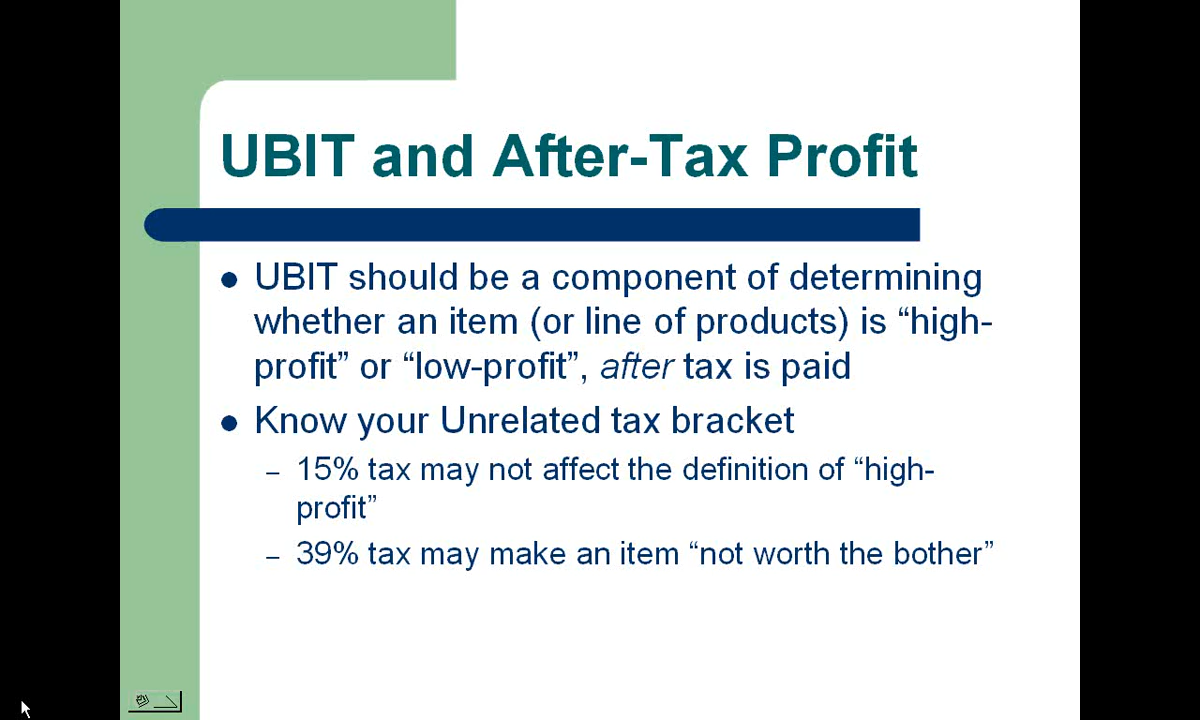 UBIT and After-Tax Profit
UBIT should be a component of determining
whether an item (or line of products) is “high-
profit” or “low-profit”, after tax is paid
Know your Unrelated tax bracket
– 15% tax may not affect the definition of “high-
profit”
– 39% tax may make an item “not worth the bother”